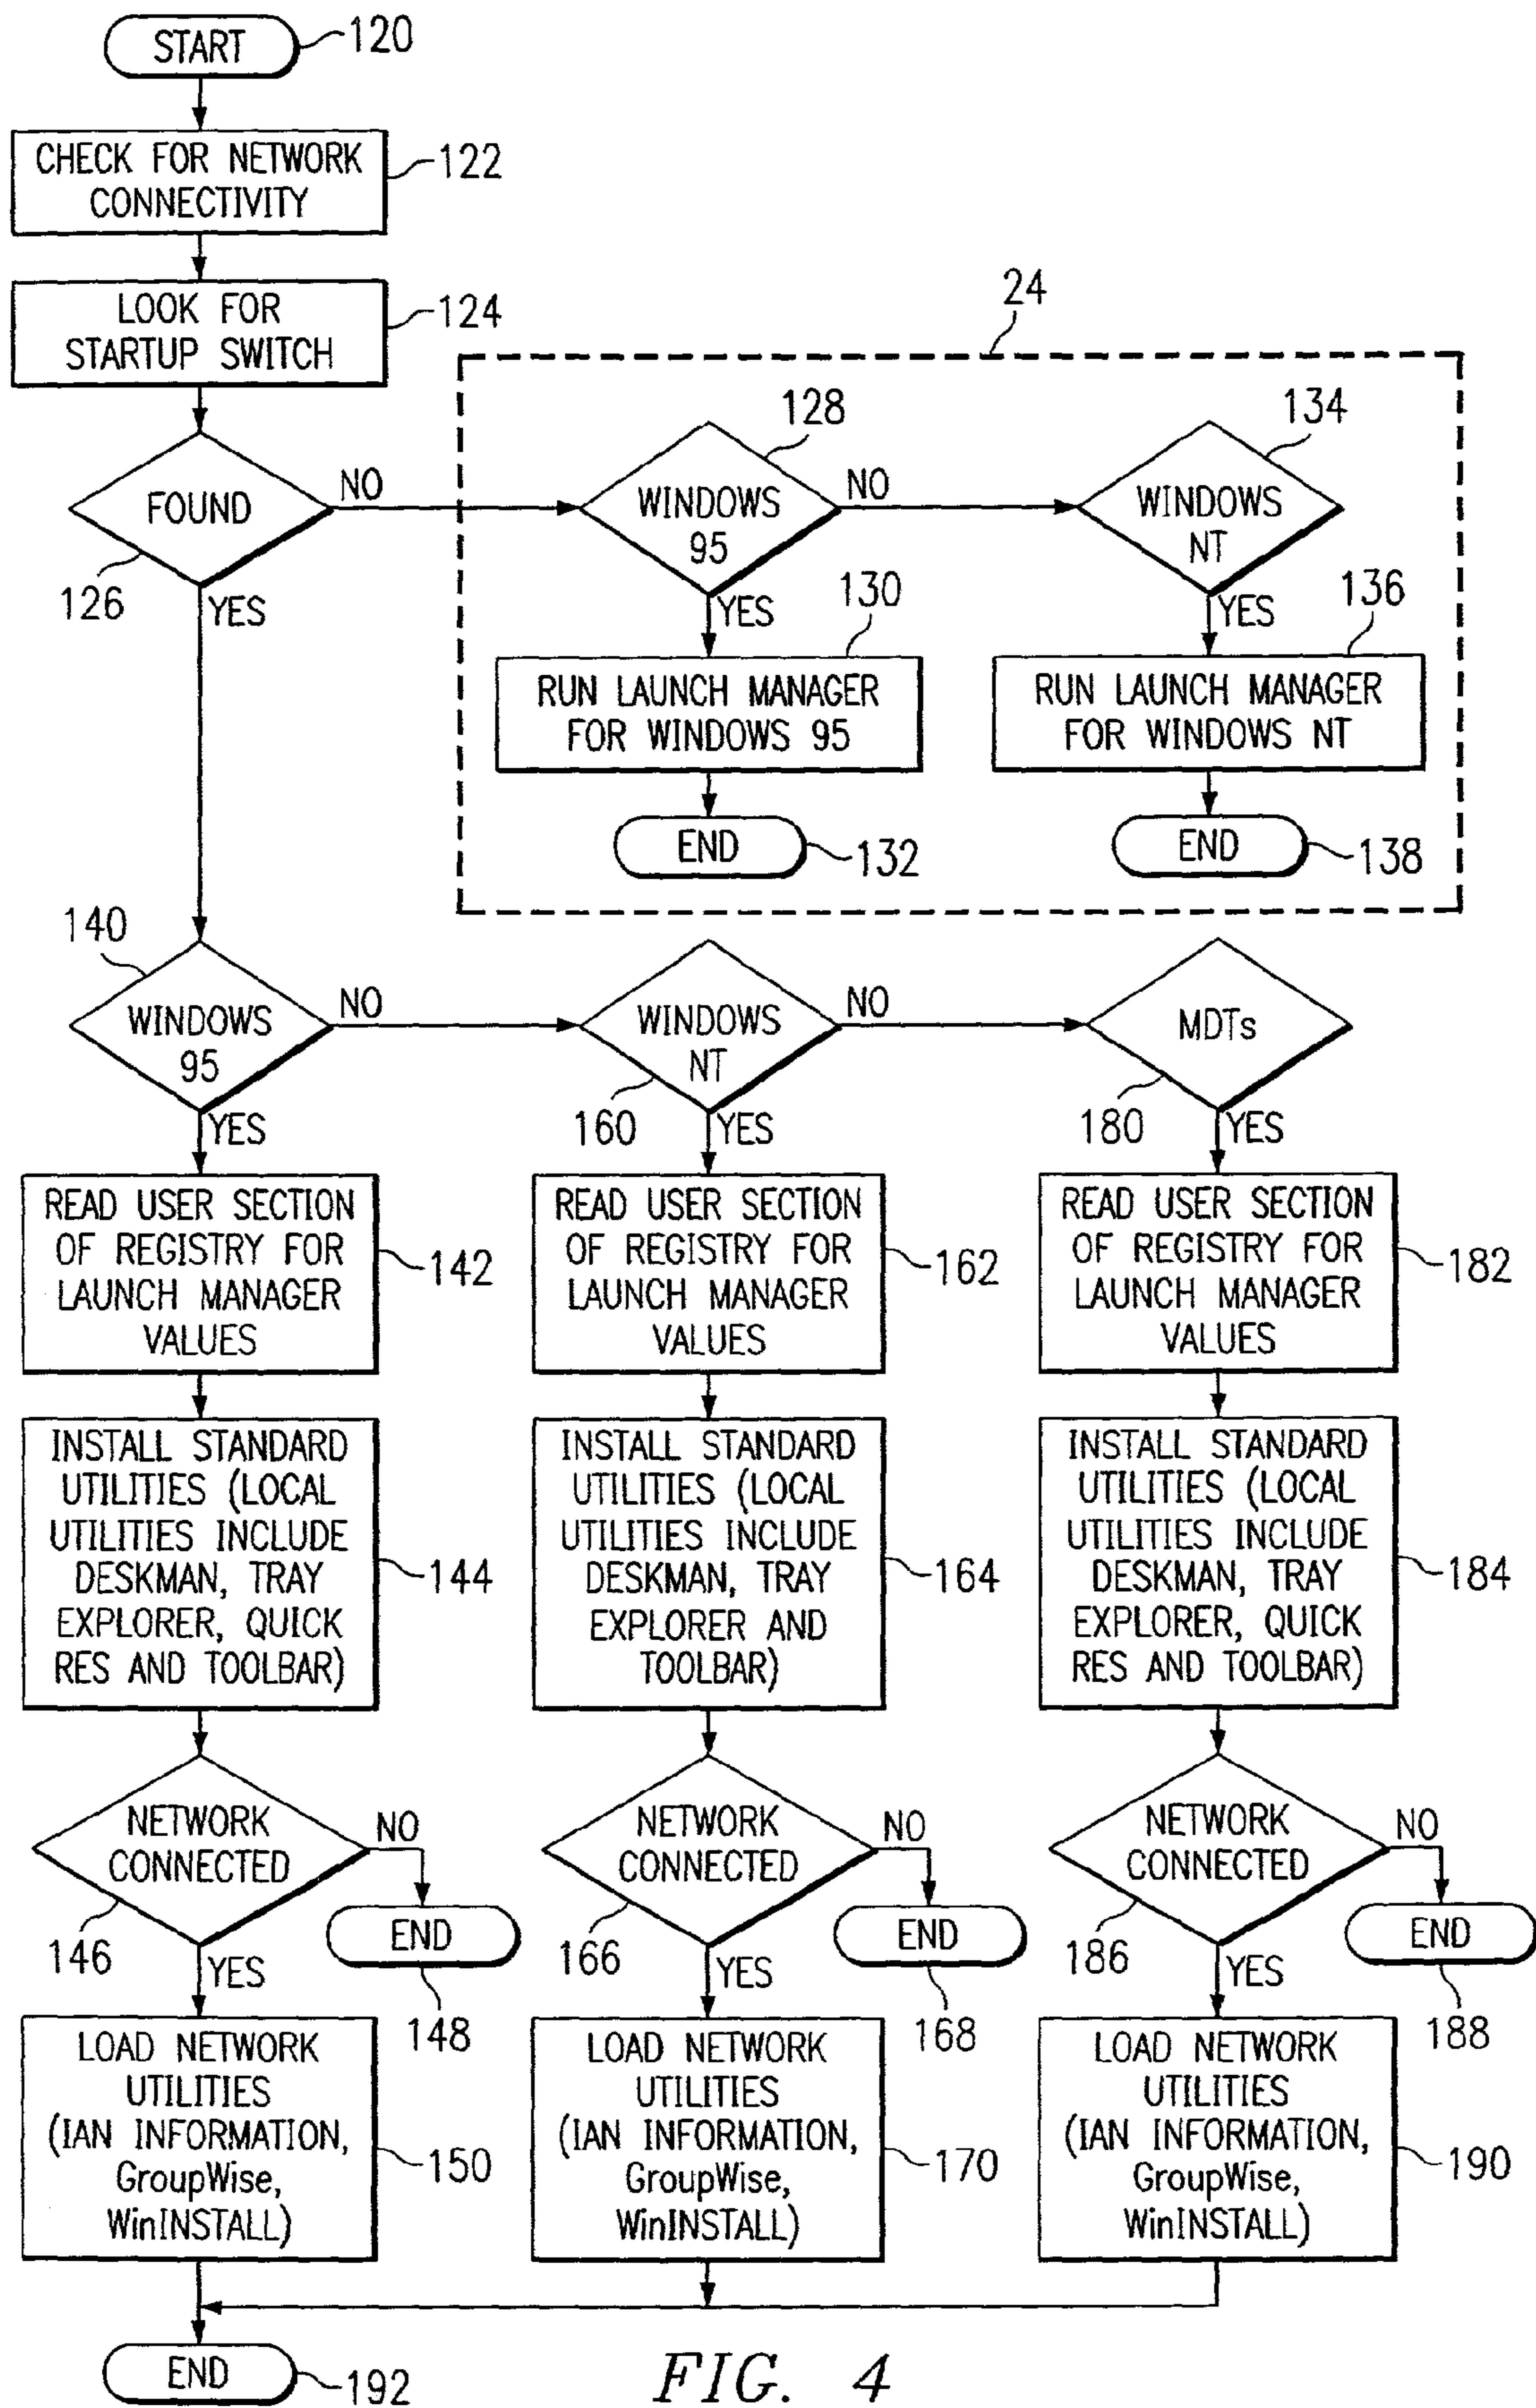 START
120
CHECK FOR NETWORK
CONNECTIVITY
122
LOOK FOR
STARTUP SWITCH
124
24
FOUND
126
NO
YES
WINDOWS
95
128
NO
YES
WINDOWS
NT
134
YES
RUN LAUNCH MANAGER
FOR WINDOWS 95
130
RUN LAUNCH MANAGER
FOR WINDOWS NT
136
END
132
END
138
140
WINDOWS
95
NO
YES
WINDOWS
NT
160
NO
YES
MDTs
180
YES
READ USER SECTION
OF REGISTRY FOR
LAUNCH MANAGER
VALUES
142
READ USER SECTION
OF REGISTRY FOR
LAUNCH MANAGER
VALUES
162
READ USER SECTION
OF REGISTRY FOR
LAUNCH MANAGER
VALUES
182
INSTALL STANDARD
UTILITIES (LOCAL
UTILITIES INCLUDE
DESKMAN, TRAY
EXPLORER, QUICK
RES AND TOOLBAR)
144
INSTALL STANDARD
UTILITIES (LOCAL
UTILITIES INCLUDE
DESKMAN, TRAY
EXPLORER AND
TOOLBAR)
164
INSTALL STANDARD
UTILITIES (LOCAL
UTILITIES INCLUDE
DESKMAN, TRAY
EXPLORER, QUICK
RES AND TOOLBAR)
184
NETWORK
CONNECTED
146
NO
END
148
YES
NETWORK
CONNECTED
166
NO
END
168
YES
NETWORK
CONNECTED
186
NO
END
188
YES
LOAD NETWORK
UTILITIES
(IAN INFORMATION,
GroupWise,
WinINSTALL)
150
LOAD NETWORK
UTILITIES
(IAN INFORMATION,
GroupWise,
WinINSTALL)
170
LOAD NETWORK
UTILITIES
(IAN INFORMATION,
GroupWise,
WinINSTALL)
190
END
192
FIG. 4